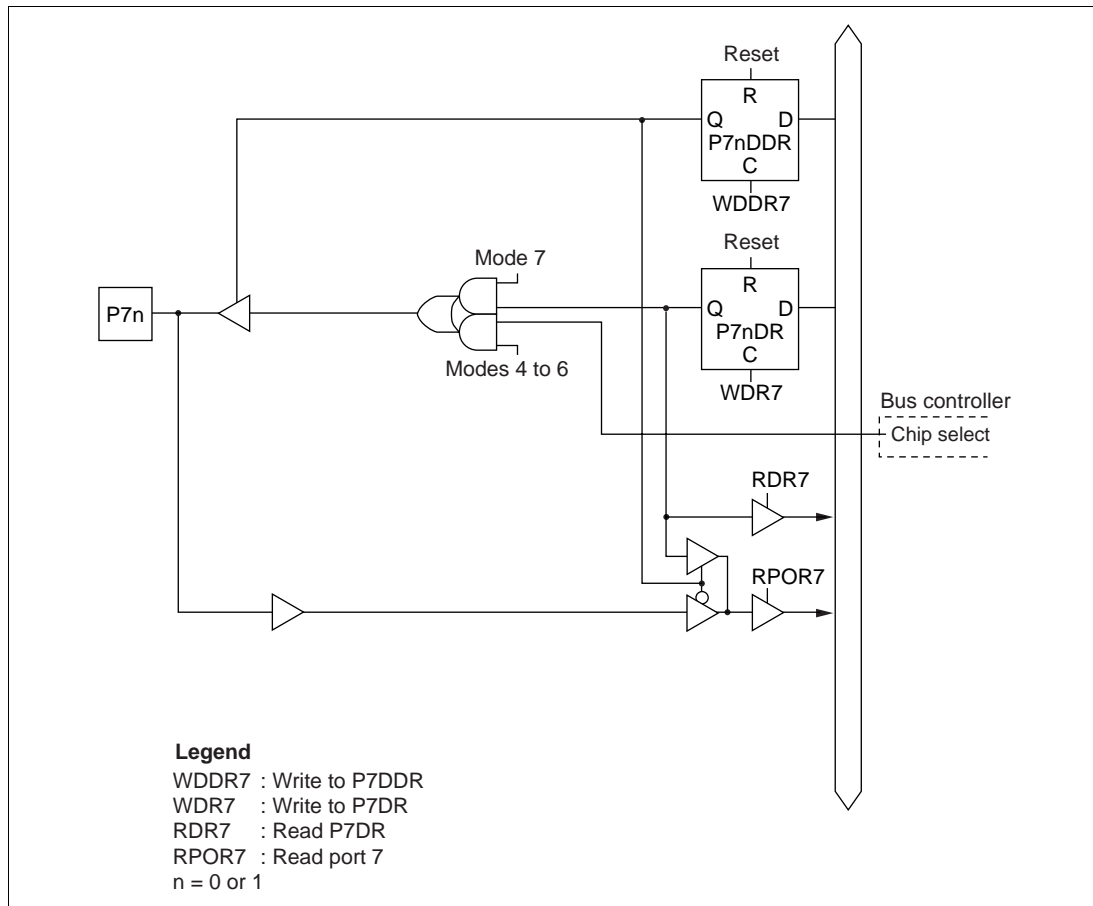 Reset
R
Q D
P7nDDR
C
WDDR7
Reset
Mode 7
R
P7n
Q D
P7nDR
C
Modes 4 to 6
WDR7
Bus controller
Chip select
RDR7
RPOR7
Legend
WDDR7 : Write to P7DDR
WDR7 : Write to P7DR
RDR7 : Read P7DR
RPOR7 : Read port 7
n = 0 or 1